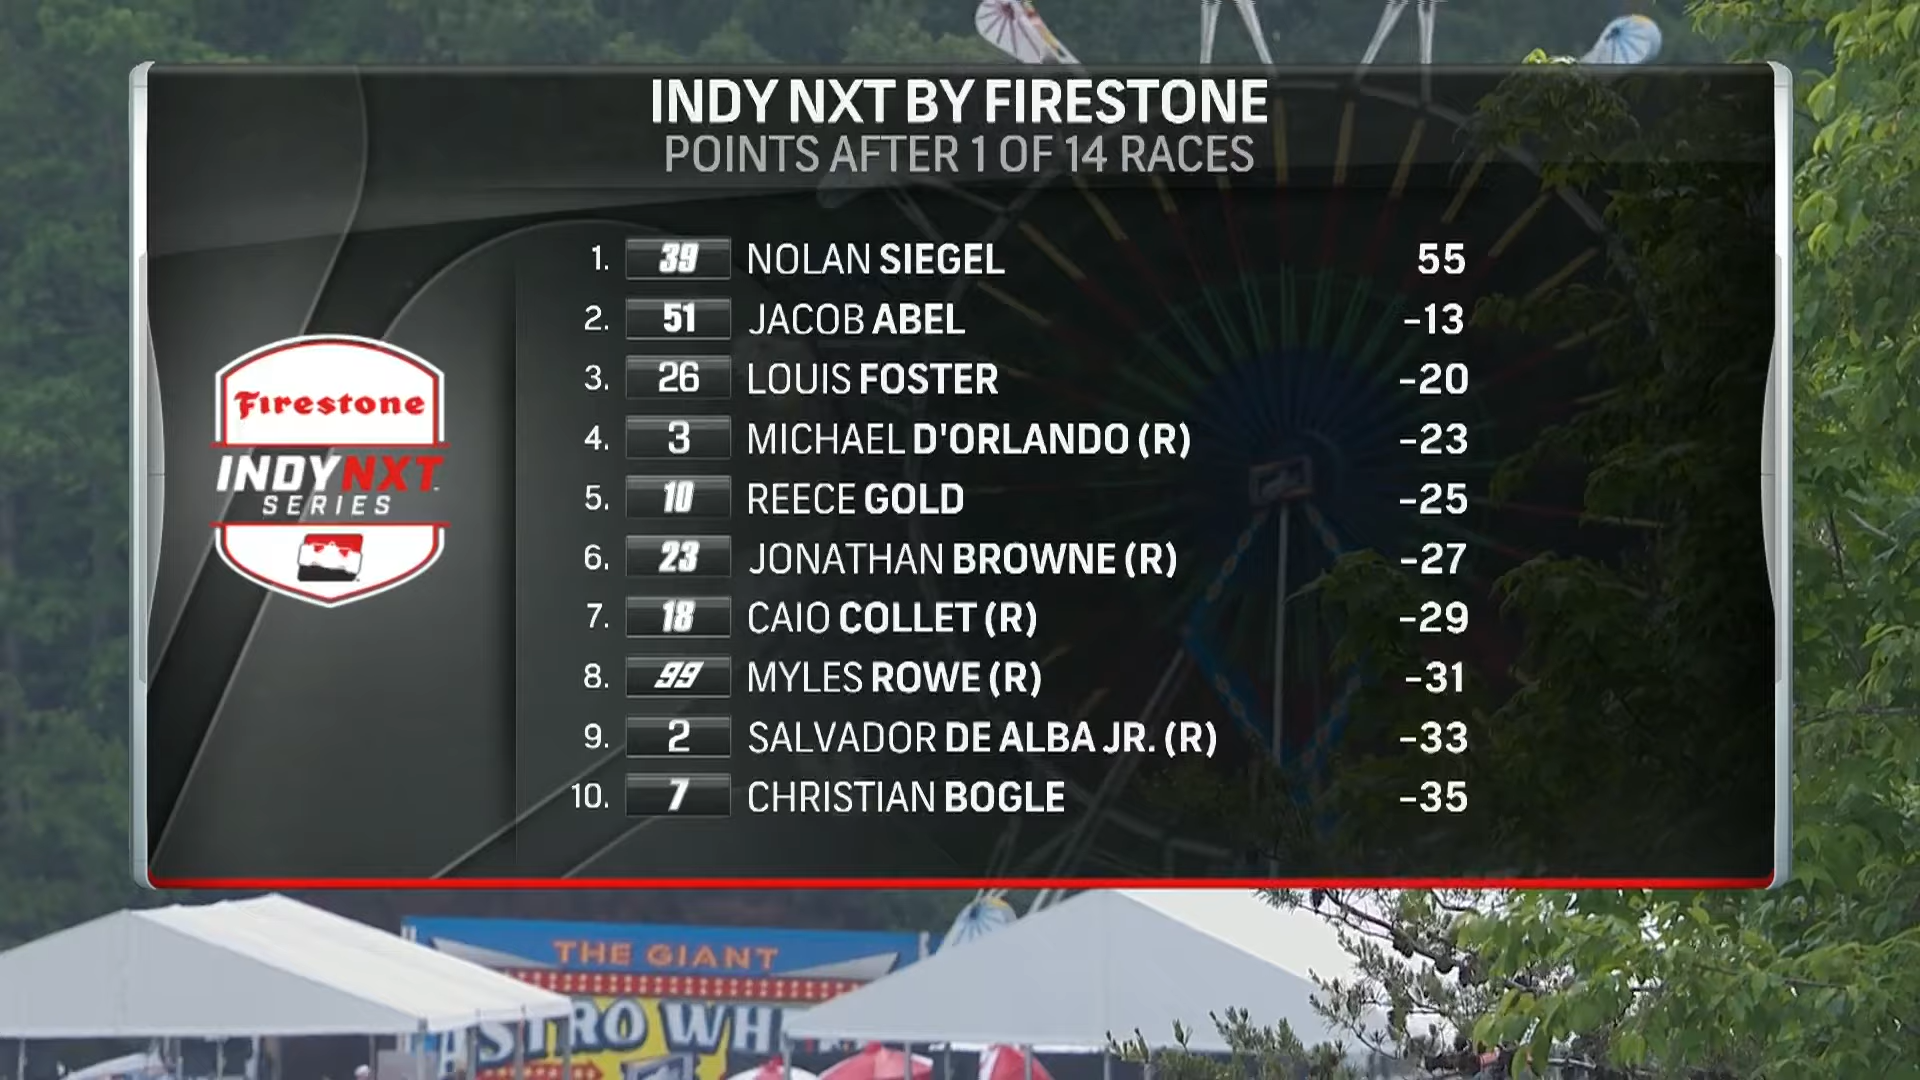 INDY NXT BY FIRESTONE
POINTS AFTER 1 OF 14 RACES
1. 39 NOLAN SIEGEL 55
2. 51 JACOB ABEL -13
3. 26 LOUIS FOSTER -20
4. 3 MICHAEL D'ORLANDO (R) -23
5. 10 REECE GOLD -25
6. 23 JONATHAN BROWNE (R) -27
7. 18 CAIO COLLET (R) -29
8. 99 MYLES ROWE (R) -31
9. 2 SALVADOR DE ALBA JR. (R) -33
10. 7 CHRISTIAN BOGLE -35
Firestone
INDYNXT
SERIES
THE GIANT